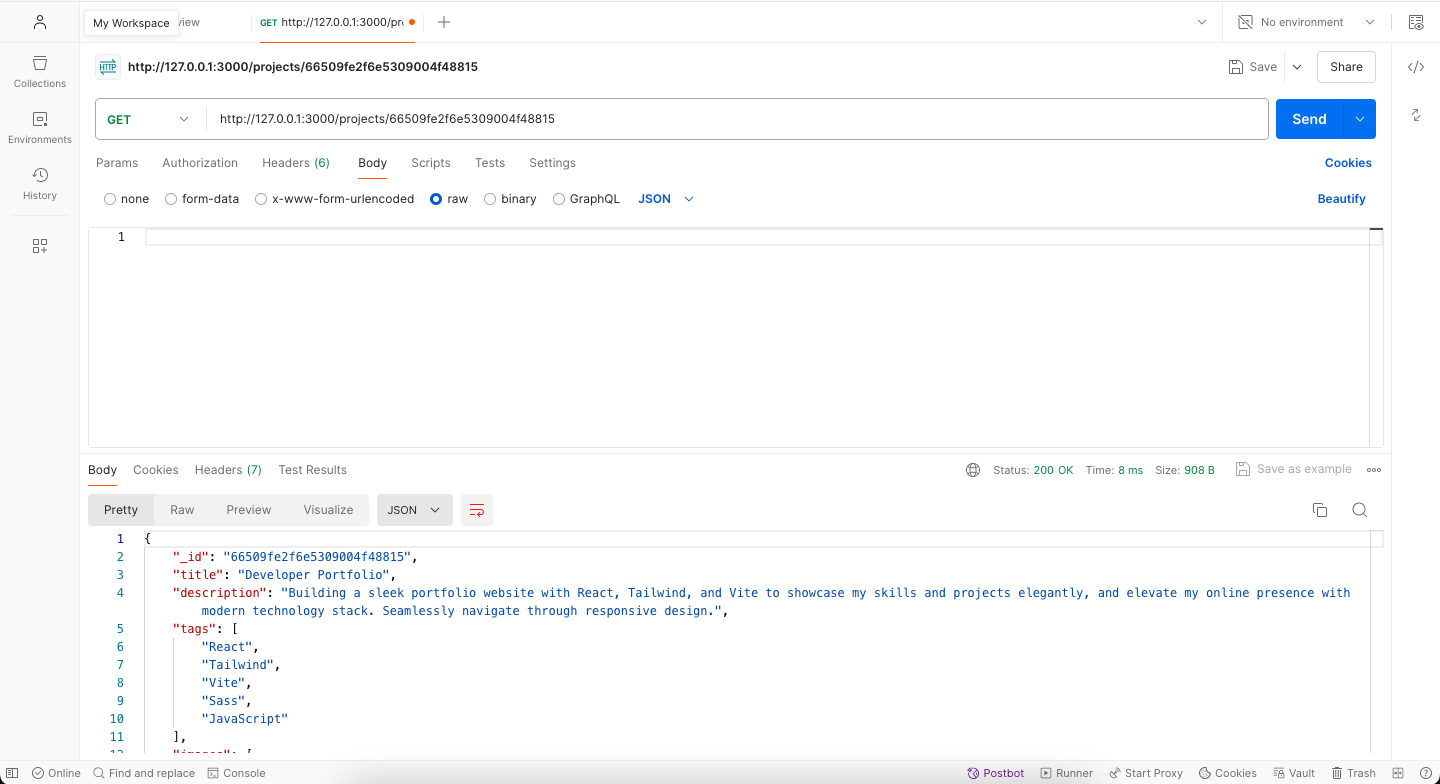 My Workspace view GET http://127.0.0.1:3000/pr No environment
HTTP http://127.0.0.1:3000/projects/66509fe2f6e5309004f48815 Save Share
Collections
GET http://127.0.0.1:3000/projects/66509fe2f6e5309004f48815 Send
Environments
Params Authorization Headers (6) Body Scripts Tests Settings Cookies
History
none form-data x-www-form-urlencoded raw binary GraphQL JSON Beautify
1
Body Cookies Headers (7) Test Results Status: 200 OK Time: 8 ms Size: 908 B Save as example
Pretty Raw Preview Visualize JSON
1 {
2 "_id": "66509fe2f6e5309004f48815",
3 "title": "Developer Portfolio",
4 "description": "Building a sleek portfolio website with React, Tailwind, and Vite to showcase my skills and projects elegantly, and elevate my online presence with
modern technology stack. Seamlessly navigate through responsive design.",
5 "tags": [
6 "React",
7 "Tailwind",
8 "Vite",
9 "Sass",
10 "JavaScript"
11 ],
12 "images": [
Online Find and replace Console Postbot Runner Start Proxy Cookies Vault Trash